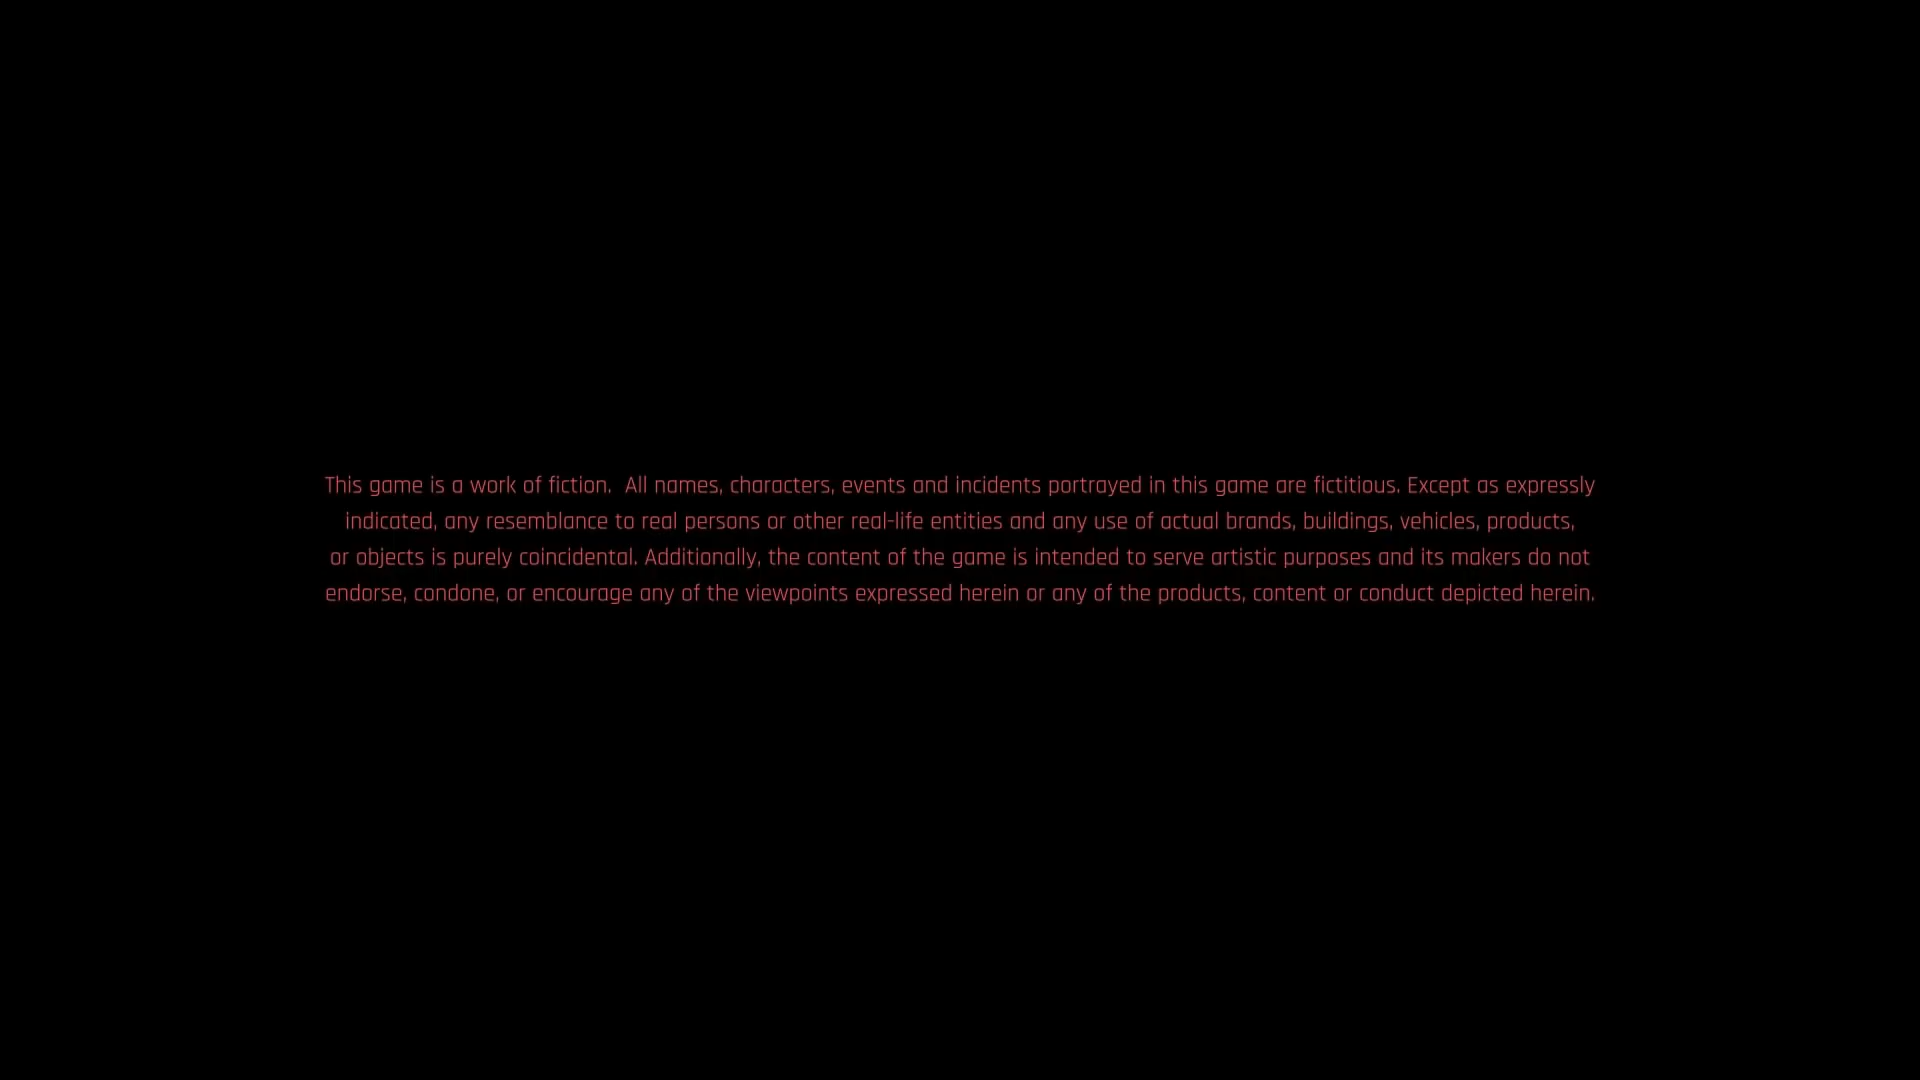 This game is a work of fiction.  All names, characters, events and incidents portrayed in this game are fictitious. Except as expressly
indicated, any resemblance to real persons or other real-life entities and any use of actual brands, buildings, vehicles, products,
or objects is purely coincidental. Additionally, the content of the game is intended to serve artistic purposes and its makers do not
endorse, condone, or encourage any of the viewpoints expressed herein or any of the products, content or conduct depicted herein.